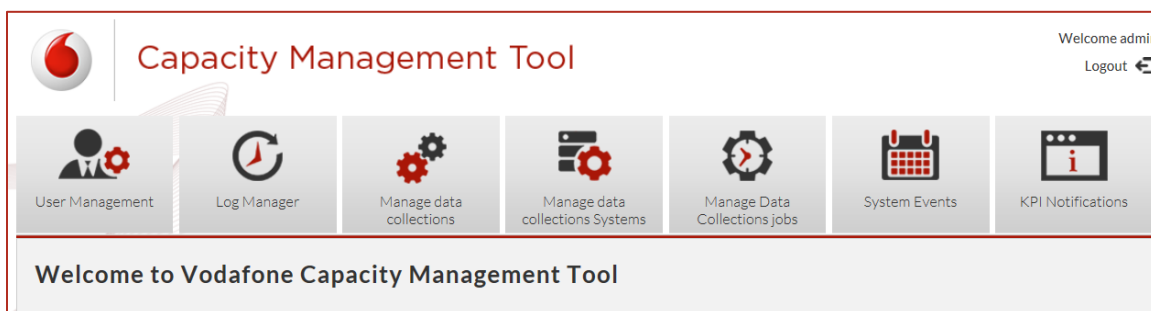 Capacity Management Tool
Welcome admi
Logout
User Management
Log Manager
Manage data
collections
Manage data
collections Systems
Manage Data
Collections jobs
System Events
i
KPI Notifications
Welcome to Vodafone Capacity Management Tool